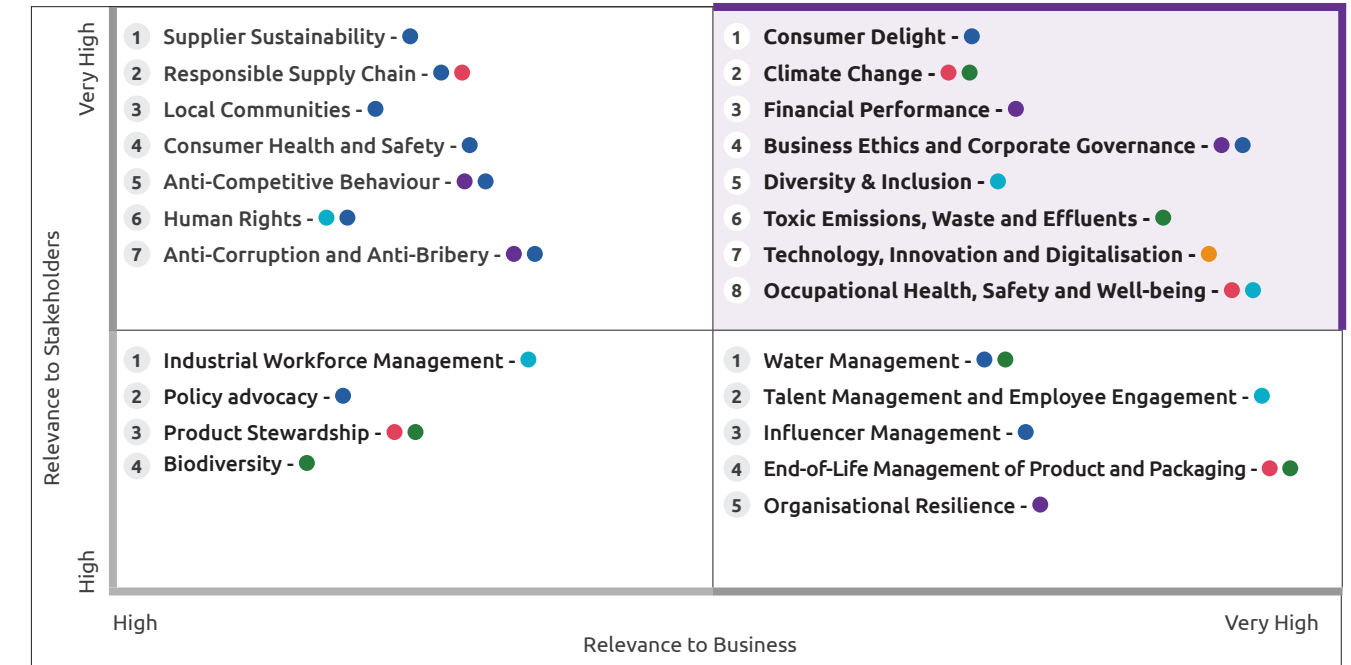 Very High
1 Supplier Sustainability -
2 Responsible Supply Chain -
3 Local Communities -
4 Consumer Health and Safety -
5 Anti-Competitive Behaviour -
6 Human Rights -
7 Anti-Corruption and Anti-Bribery -
1 Consumer Delight -
2 Climate Change -
3 Financial Performance -
4 Business Ethics and Corporate Governance -
5 Diversity & Inclusion -
6 Toxic Emissions, Waste and Effluents -
7 Technology, Innovation and Digitalisation -
8 Occupational Health, Safety and Well-being -
Relevance to Stakeholders
1 Industrial Workforce Management -
2 Policy advocacy -
3 Product Stewardship -
4 Biodiversity -
1 Water Management -
2 Talent Management and Employee Engagement -
3 Influencer Management -
4 End-of-Life Management of Product and Packaging -
5 Organisational Resilience -
High
High
Very High
Relevance to Business